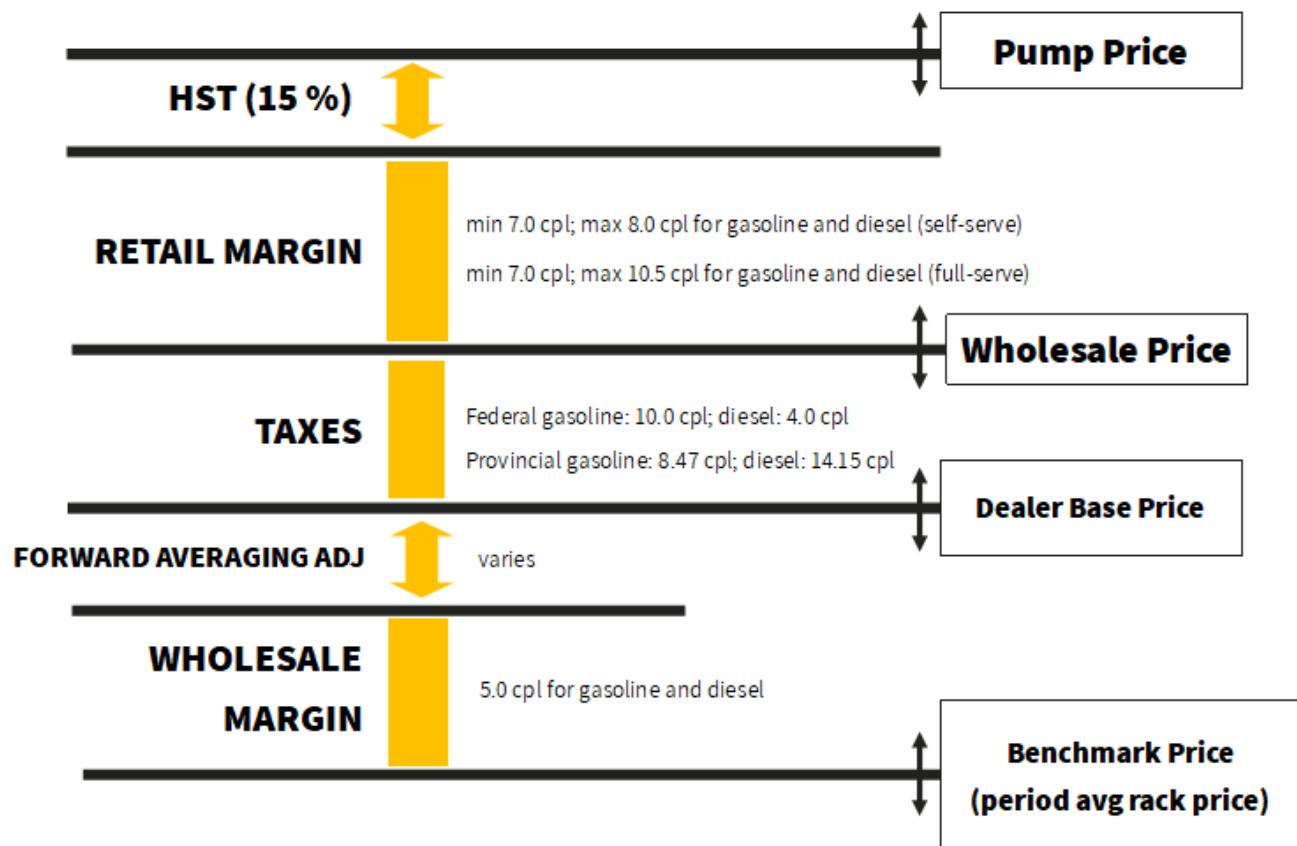 Pump Price
HST (15 %)
min 7.0 cpl; max 8.0 cpl for gasoline and diesel (self-serve)
RETAIL MARGIN
min 7.0 cpl; max 10.5 cpl for gasoline and diesel (full-serve)
Wholesale Price
Federal gasoline: 10.0 cpl; diesel: 4.0 cpl
TAXES
Provincial gasoline: 8.47 cpl; diesel: 14.15 cpl
Dealer Base Price
FORWARD AVERAGING ADJ
varies
WHOLESALE
MARGIN
5.0 cpl for gasoline and diesel
Benchmark Price
(period avg rack price)